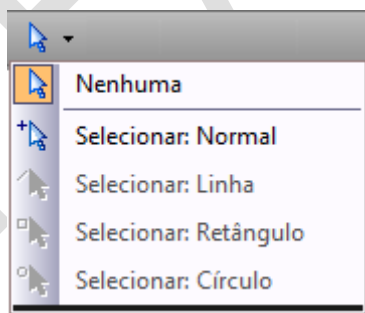 Nenhuma
Selecionar: Normal
Selecionar: Linha
Selecionar: Retângulo
Selecionar: Círculo